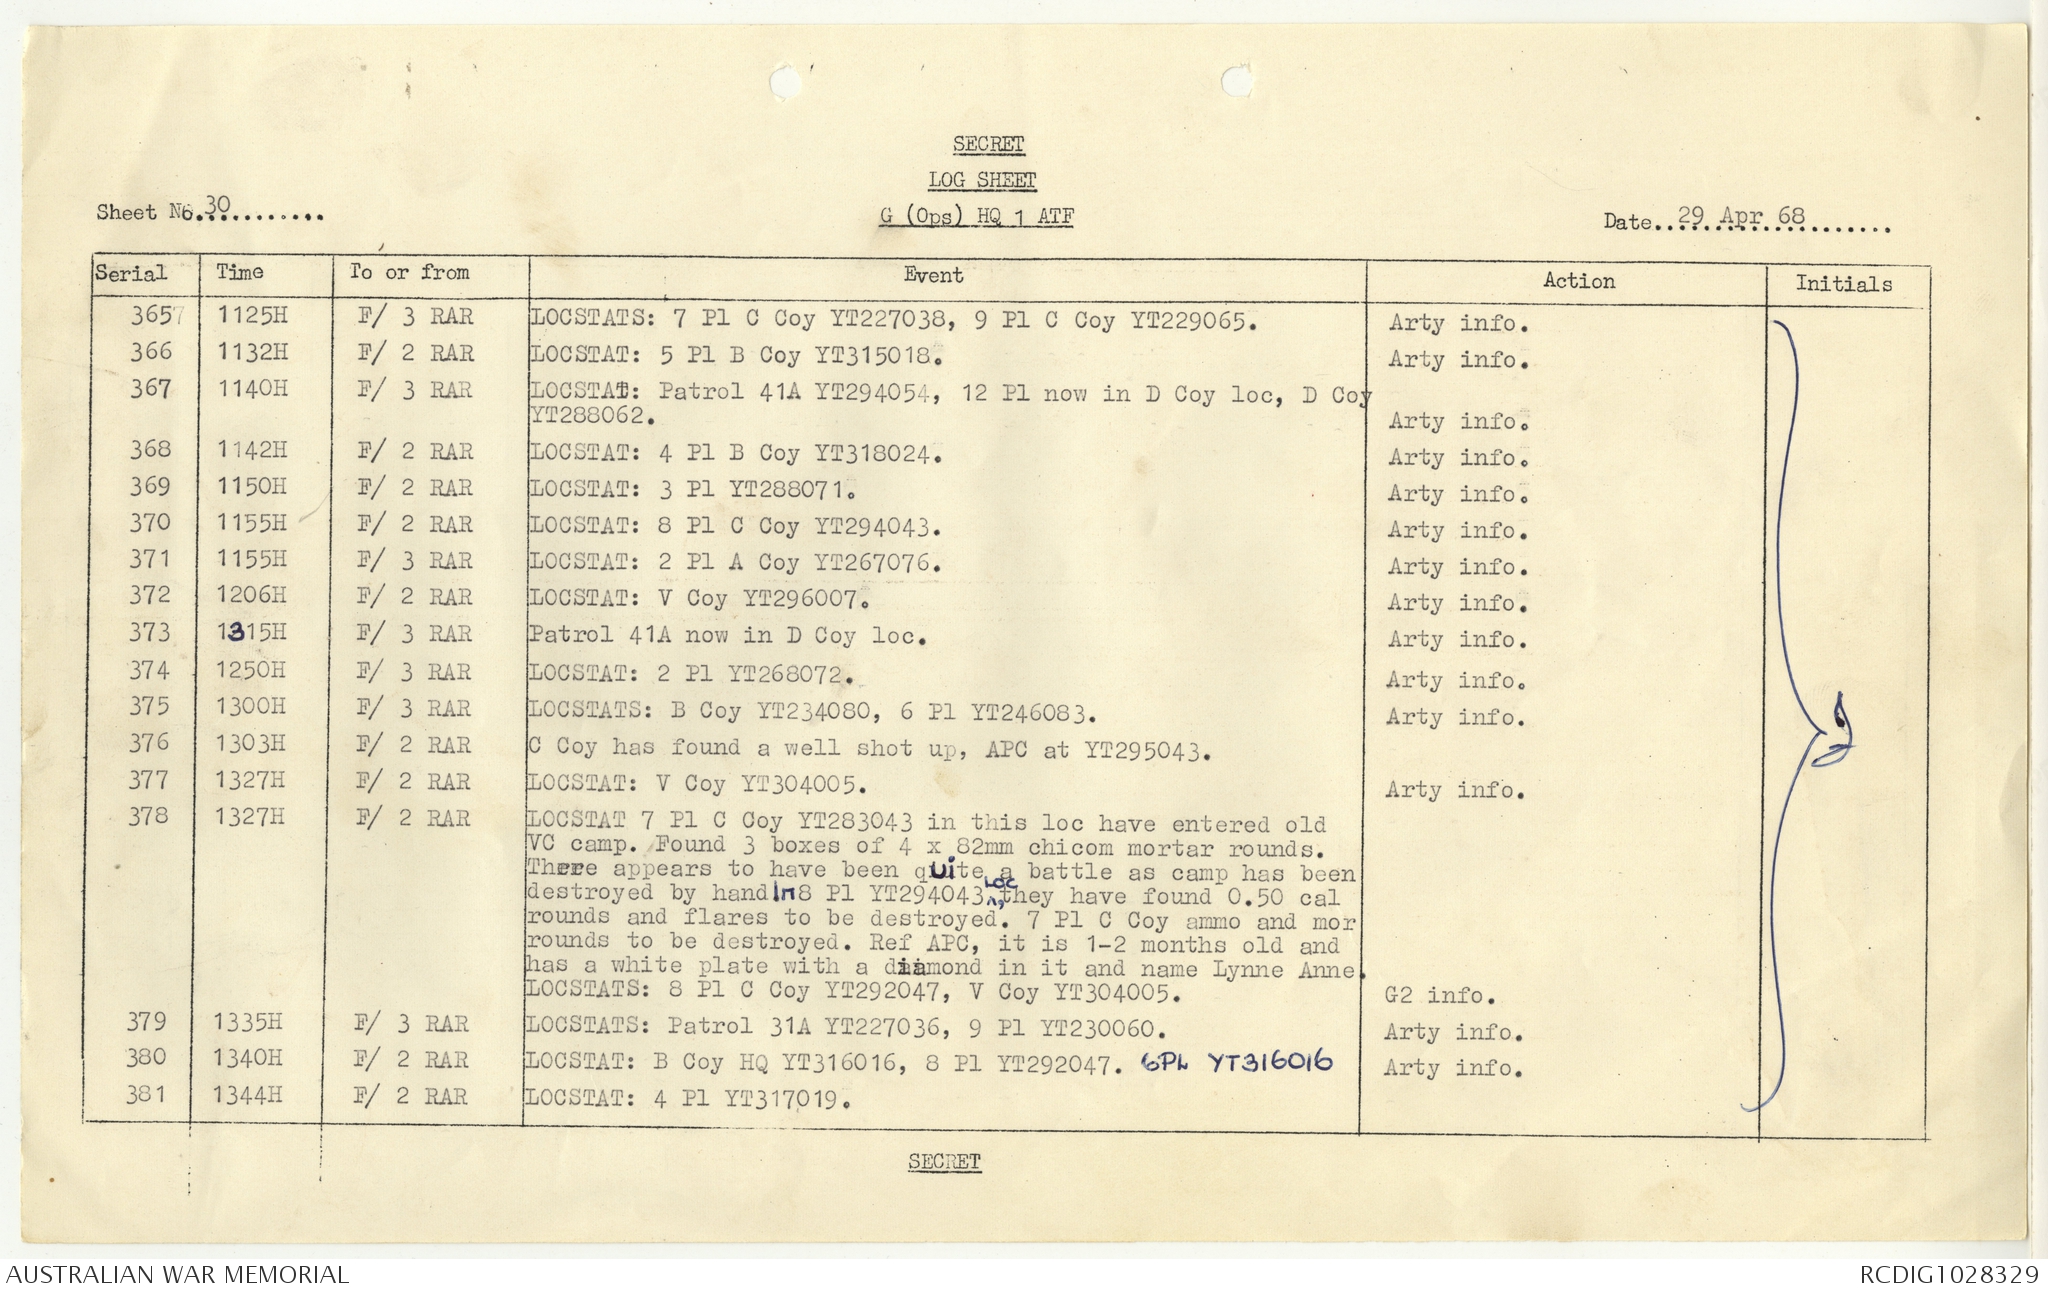 SECRET
LOG SHEET
Sheet No.30............
G (Ops) HQ 1 ATF
Date..29 Apr 68..................
Serial Time To or from Event Action Initials
3657 1125H F/ 3 RAR LOCSTATS: 7 Pl C Coy YT227038, 9 Pl C Coy YT229065. Arty info.
366 1132H F/ 2 RAR LOCSTAT: 5 Pl B Coy YT315018. Arty info.
367 1140H F/ 3 RAR LOCSTAT: Patrol 41A YT294054, 12 Pl now in D Coy loc, D Coy
YT288062. Arty info.
368 1142H F/ 2 RAR LOCSTAT: 4 Pl B Coy YT318024. Arty info.
369 1150H F/ 2 RAR LOCSTAT: 3 Pl YT288071. Arty info.
370 1155H F/ 2 RAR LOCSTAT: 8 Pl C Coy YT294043. Arty info.
371 1155H F/ 3 RAR LOCSTAT: 2 Pl A Coy YT267076. Arty info.
372 1206H F/ 2 RAR LOCSTAT: V Coy YT296007. Arty info.
373 1315H F/ 3 RAR Patrol 41A now in D Coy loc. Arty info.
374 1250H F/ 3 RAR LOCSTAT: 2 Pl YT268072. Arty info.
375 1300H F/ 3 RAR LOCSTATS: B Coy YT234080, 6 Pl YT246083. Arty info.
376 1303H F/ 2 RAR C Coy has found a well shot up, APC at YT295043.
377 1327H F/ 2 RAR LOCSTAT: V Coy YT304005. Arty info.
378 1327H F/ 2 RAR LOCSTAT 7 Pl C Coy YT283043 in this loc have entered old
VC camp. Found 3 boxes of 4 x 82mm chicom mortar rounds.
There appears to have been quite a battle as camp has been
destroyed by hand In 8 Pl YT294043 LOC, they have found 0.50 cal
rounds and flares to be destroyed. 7 Pl C Coy ammo and mor
rounds to be destroyed. Ref APC, it is 1-2 months old and
has a white plate with a diamond in it and name Lynne Anne.
LOCSTATS: 8 Pl C Coy YT292047, V Coy YT304005. G2 info.
379 1335H F/ 3 RAR LOCSTATS: Patrol 31A YT227036, 9 Pl YT230060. Arty info.
380 1340H F/ 2 RAR LOCSTAT: B Coy HQ YT316016, 8 Pl YT292047. 6PL YT316016 Arty info.
381 1344H F/ 2 RAR LOCSTAT: 4 Pl YT317019.
SECRET
AUSTRALIAN WAR MEMORIAL RCDIG1028329